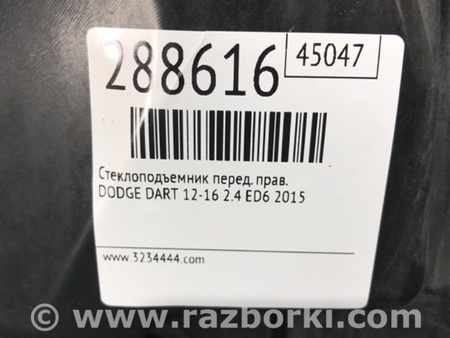 288616
45047
Стеклоподъемник перед. прав.
DODGE DART 12-16 2.4 ED6 2015
www.3234444.com
© www.razborki.com